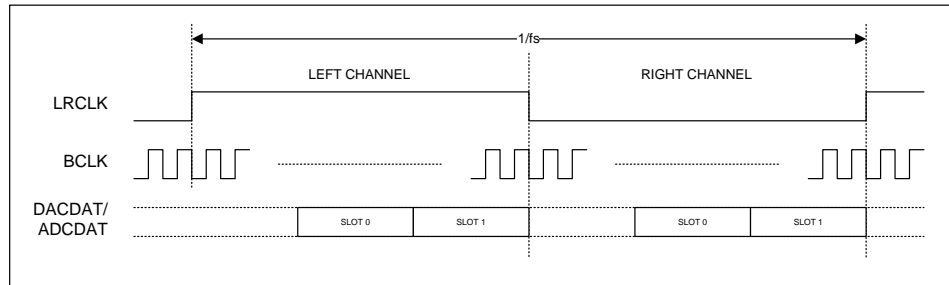 1/fs
LEFT CHANNEL
RIGHT CHANNEL
LRCLK
BCLK
DACDAT/
ADCDAT
SLOT 0
SLOT 1
SLOT 0
SLOT 1